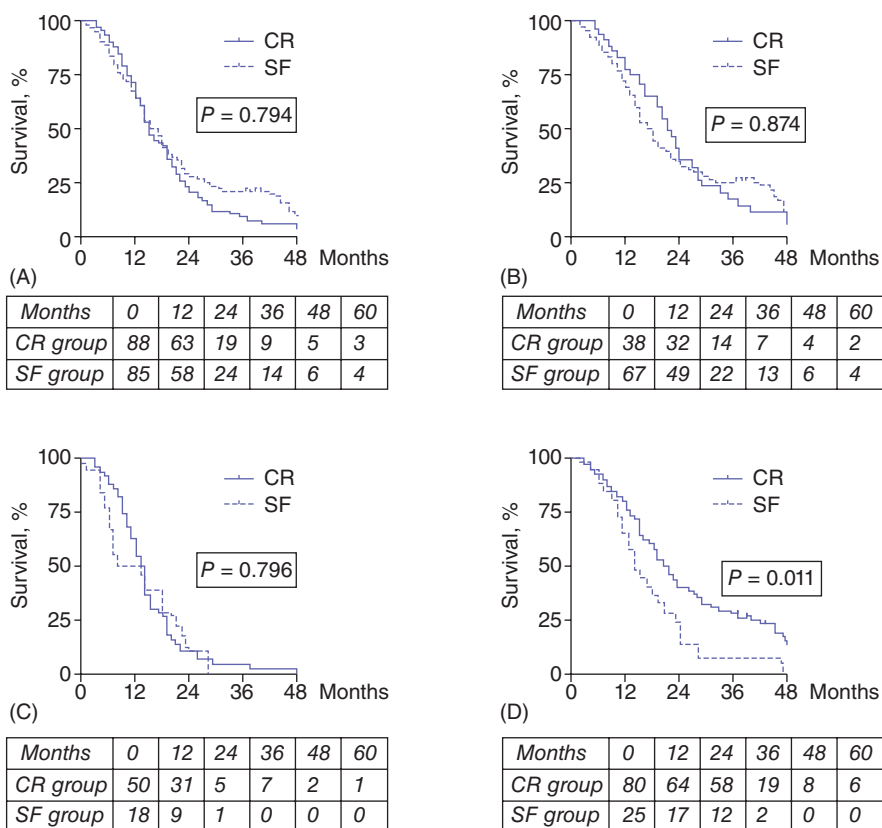 100
75
50
25
0
Survival, %
CR
SF
P = 0.794
0 12 24 36 48 Months
(A)
Months 0 12 24 36 48 60
CR group 88 63 19 9 5 3
SF group 85 58 24 14 6 4
100
75
50
25
0
Survival, %
CR
SF
P = 0.874
0 12 24 36 48 Months
(B)
Months 0 12 24 36 48 60
CR group 38 32 14 7 4 2
SF group 67 49 22 13 6 4
100
75
50
25
0
Survival, %
CR
SF
P = 0.796
0 12 24 36 48 Months
(C)
Months 0 12 24 36 48 60
CR group 50 31 5 7 2 1
SF group 18 9 1 0 0 0
100
75
50
25
0
Survival, %
CR
SF
P = 0.011
0 12 24 36 48 Months
(D)
Months 0 12 24 36 48 60
CR group 80 64 58 19 8 6
SF group 25 17 12 2 0 0